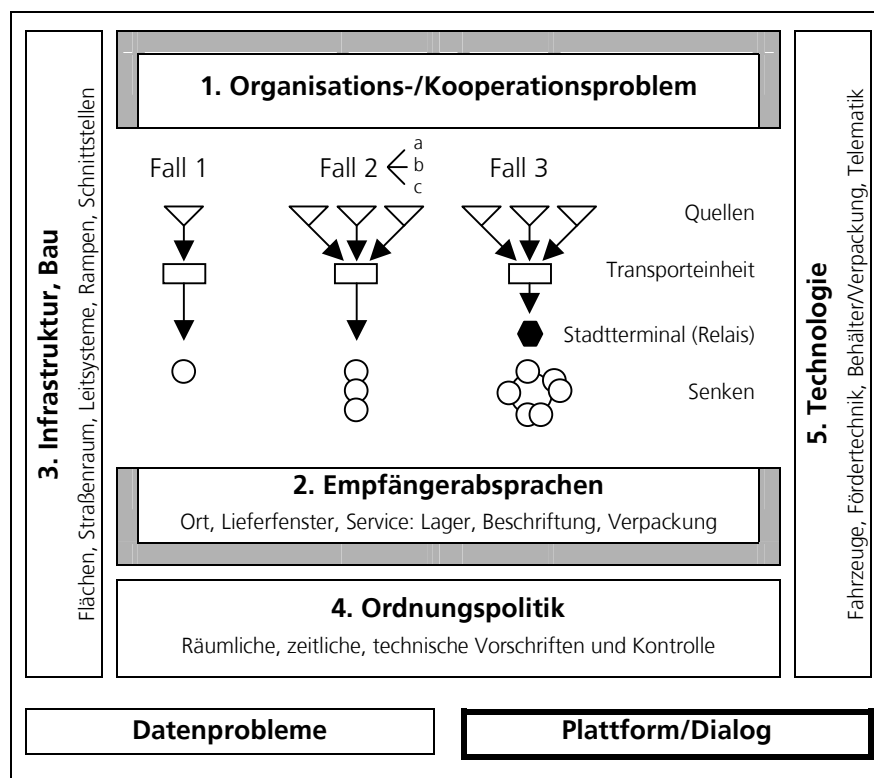 1. Organisations-/Kooperationsproblem
3. Infrastruktur, Bau
Flächen, Straßenraum, Leitsysteme, Rampen, Schnittstellen
Fall 1
Fall 2
a
b
c
Fall 3
Quellen
Transporteinheit
Stadtterminal (Relais)
Senken
2. Empfängerabsprachen
Ort, Lieferfenster, Service: Lager, Beschriftung, Verpackung
4. Ordnungspolitik
Räumliche, zeitliche, technische Vorschriften und Kontrolle
5. Technologie
Fahrzeuge, Fördertechnik, Behälter/Verpackung, Telematik
Datenprobleme
Plattform/Dialog